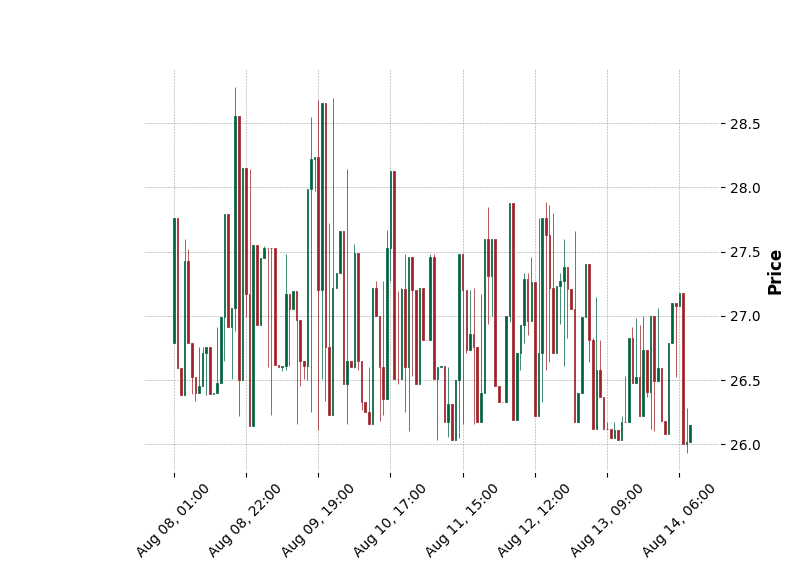 28.5
28.0
27.5
27.0
26.5
26.0
Price
Aug 08, 01:00
Aug 08, 22:00
Aug 09, 19:00
Aug 10, 17:00
Aug 11, 15:00
Aug 12, 12:00
Aug 13, 09:00
Aug 14, 06:00